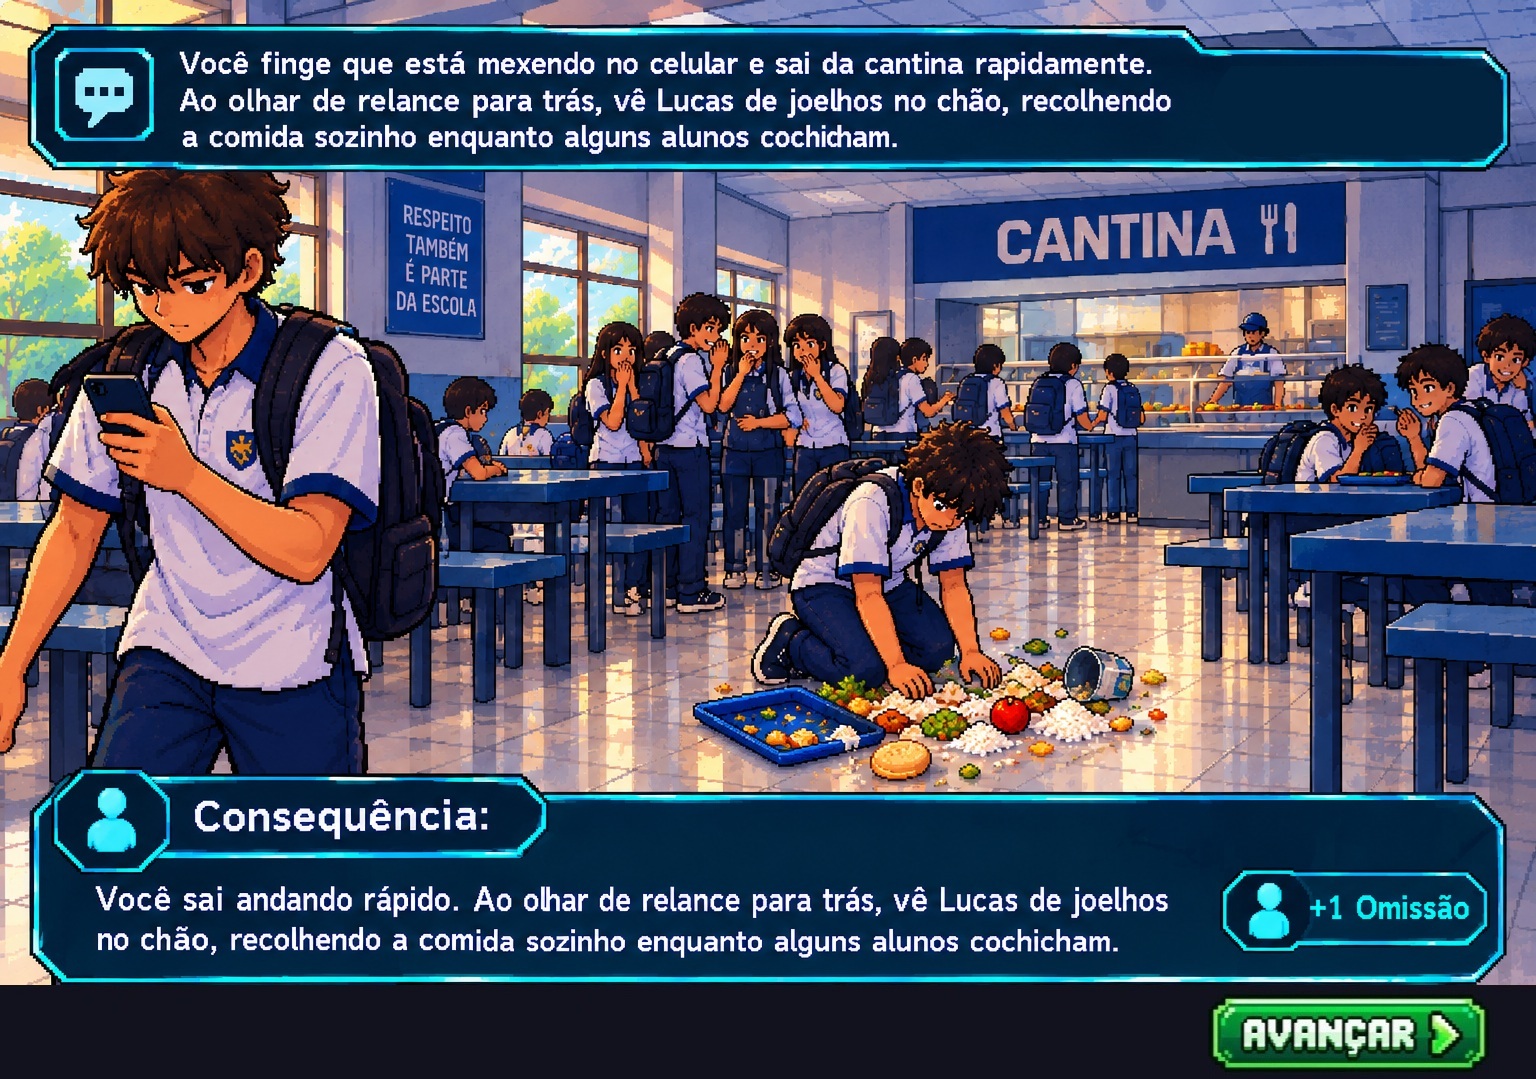 Você finge que está mexendo no celular e sai da cantina rapidamente.
Ao olhar de relance para trás, vê Lucas de joelhos no chão, recolhendo
a comida sozinho enquanto alguns alunos cochicham.
RESPEITO
TAMBÉM
É PARTE
DA ESCOLA
CANTINA
Consequência:
Você sai andando rápido. Ao olhar de relance para trás, vê Lucas de joelhos
no chão, recolhendo a comida sozinho enquanto alguns alunos cochicham.
+1 Omissão
AVANÇAR